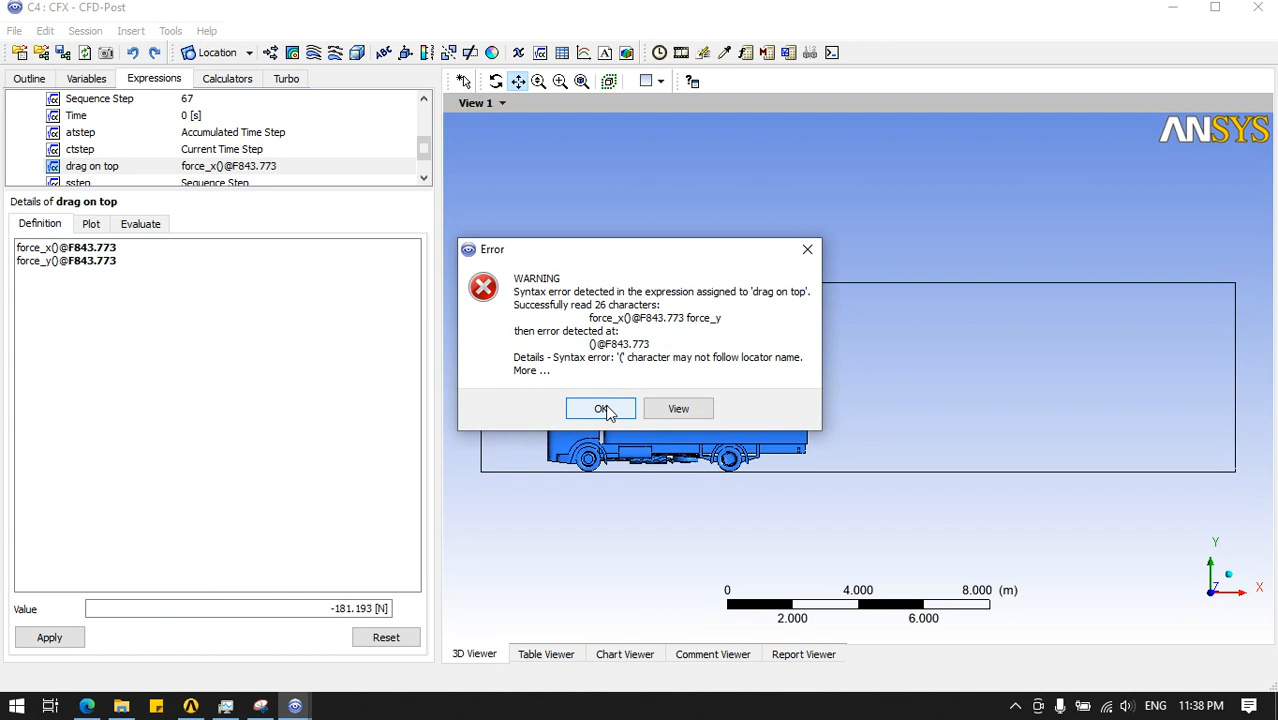 C4: CFX - CFD-Post
File Edit Session Insert Tools Help
Location
Outline Variables Expressions Calculators Turbo
View 1
Sequence Step 67
Time 0 [s]
atstep Accumulated Time Step
ctstep Current Time Step
drag on top force_x()@F843.773
sstep Sequence Step
Details of drag on top
Definition Plot Evaluate
force_x()@F843.773
force_y()@F843.773
Value -181.193 [N]
Apply Reset
ANSYS
Error
WARNING
Syntax error detected in the expression assigned to 'drag on top'.
Successfully read 26 characters:
force_x()@F843.773 force_y
then error detected at:
()@F843.773
Details - Syntax error: '(' character may not follow locator name.
More ...
OK View
Y
X
Z
0 4.000 8.000 (m)
2.000 6.000
3D Viewer Table Viewer Chart Viewer Comment Viewer Report Viewer
ENG 11:38 PM